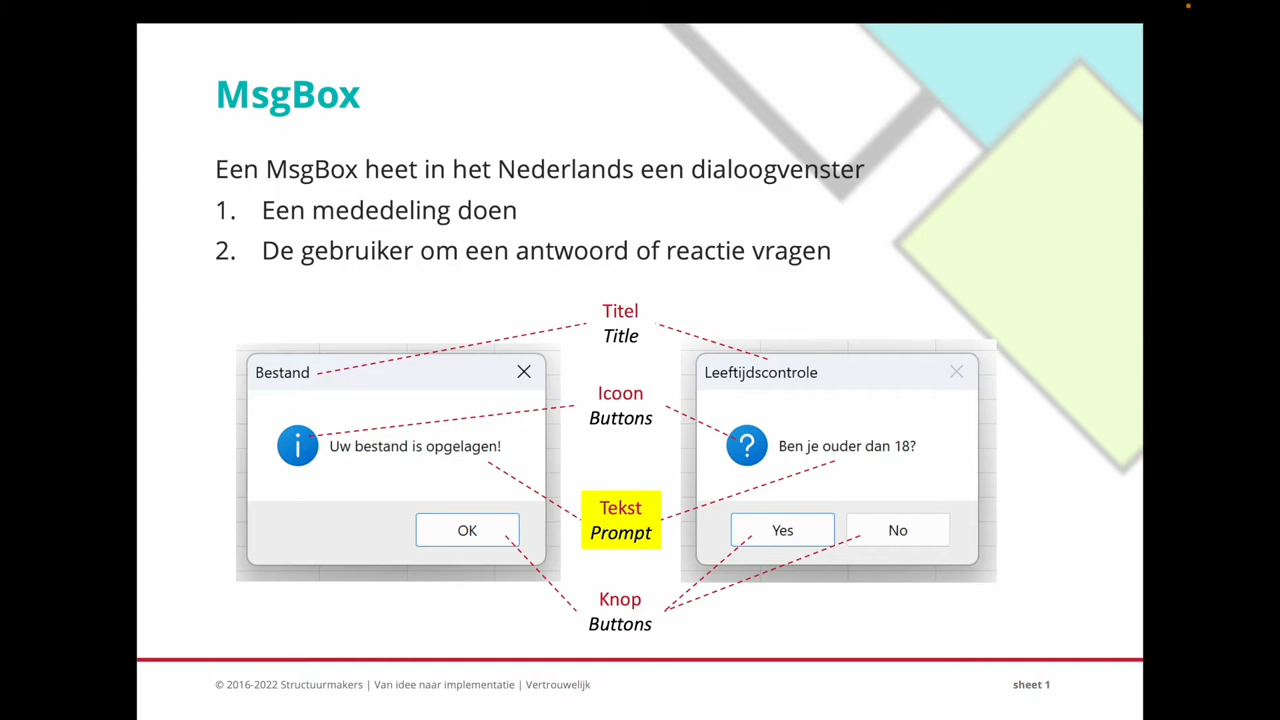 MsgBox
Een MsgBox heet in het Nederlands een dialoogvenster
1. Een mededeling doen
2. De gebruiker om een antwoord of reactie vragen
Titel
Title
Bestand
Leeftijdscontrole
Icoon
Buttons
i
Uw bestand is opgelagen!
?
Ben je ouder dan 18?
Tekst
Prompt
OK
Yes
No
Knop
Buttons
© 2016-2022 Structuurmakers | Van idee naar implementatie | Vertrouwelijk
sheet 1